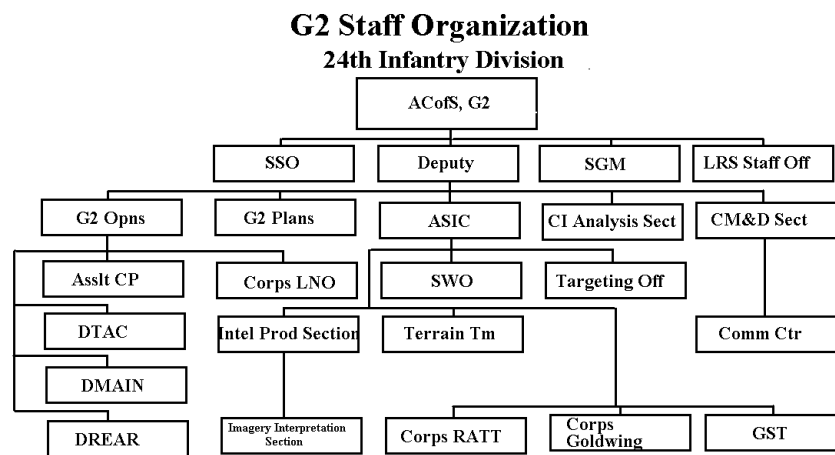 G2 Staff Organization
24th Infantry Division
ACofS, G2
SSO
Deputy
SGM
LRS Staff Off
G2 Opns
G2 Plans
ASIC
CI Analysis Sect
CM&D Sect
Asslt CP
Corps LNO
SWO
Targeting Off
DTAC
Intel Prod Section
Terrain Tm
Comm Ctr
DMAIN
DREAR
Imagery Interpretation
Section
Corps RATT
Corps
Goldwing
GST